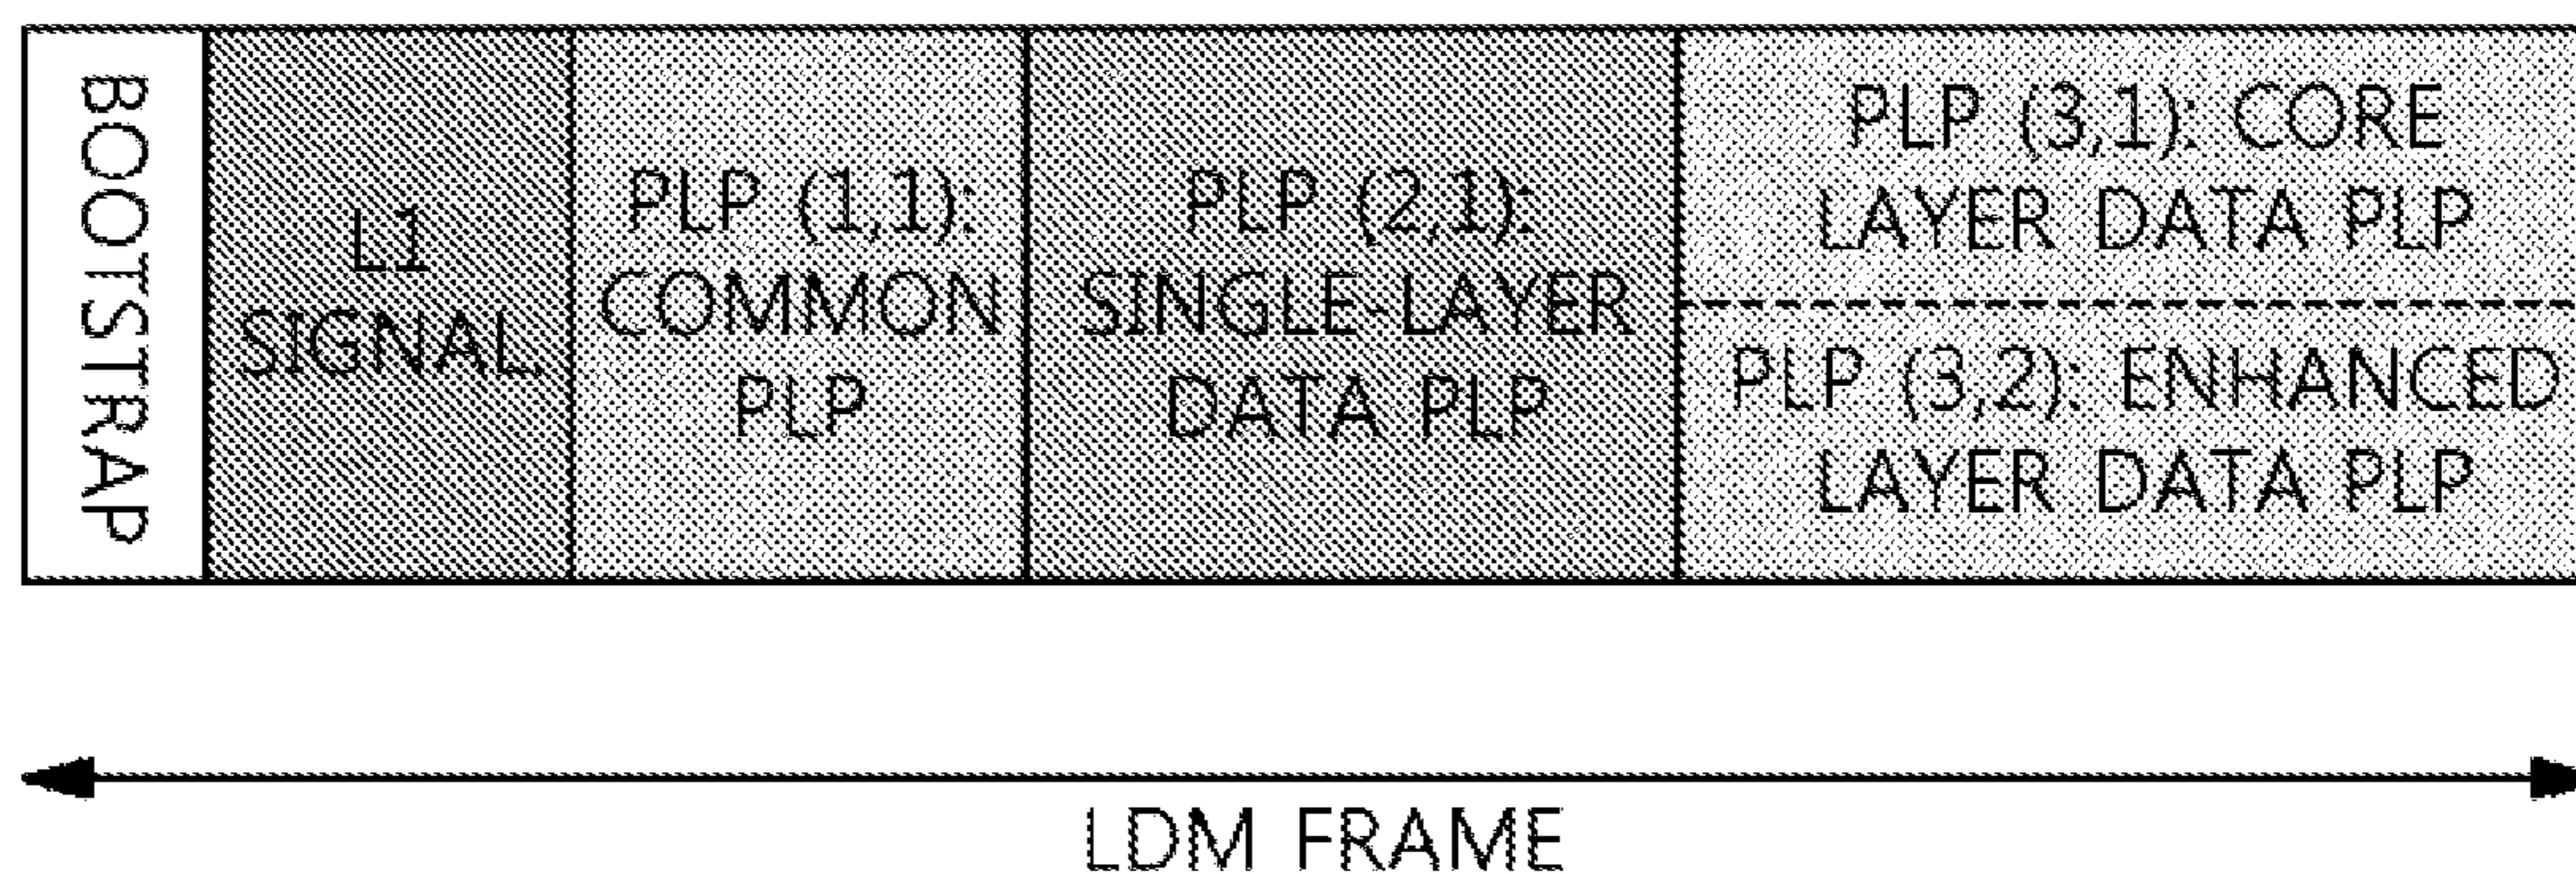 BOOTSTRAP
L1
SIGNAL
PLP (1,1):
COMMON
PLP
PLP (2,1):
SINGLE-LAYER
DATA PLP
PLP (3,1): CORE
LAYER DATA PLP
PLP (3,2): ENHANCED
LAYER DATA PLP
LDM FRAME